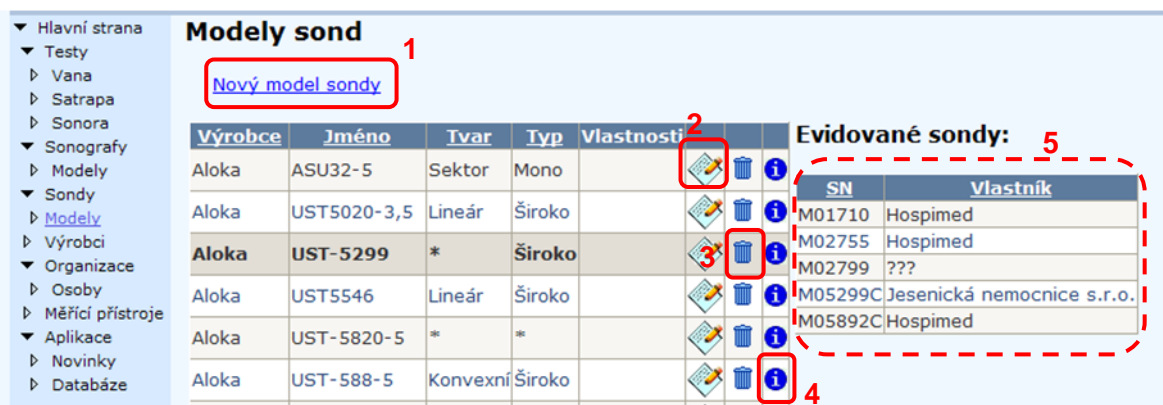 Hlavní strana
Testy
Vana
Satrapa
Sonora
Sonografy
Modely
Sondy
Modely
Výrobci
Organizace
Osoby
Měřící přístroje
Aplikace
Novinky
Databáze
Modely sond
1
Nový model sondy
Výrobce Jméno Tvar Typ Vlastnosti
2
Aloka ASU32-5 Sektor Mono
Aloka UST5020-3,5 Lineár Široko
Aloka UST-5299 * Široko
3
Aloka UST5546 Lineár Široko
Aloka UST-5820-5 * *
Aloka UST-588-5 Konvexní Široko
4
Evidované sondy:
5
SN Vlastník
M01710 Hospimed
M02755 Hospimed
M02799 ???
M05299C Jesenická nemocnice s.r.o.
M05892C Hospimed